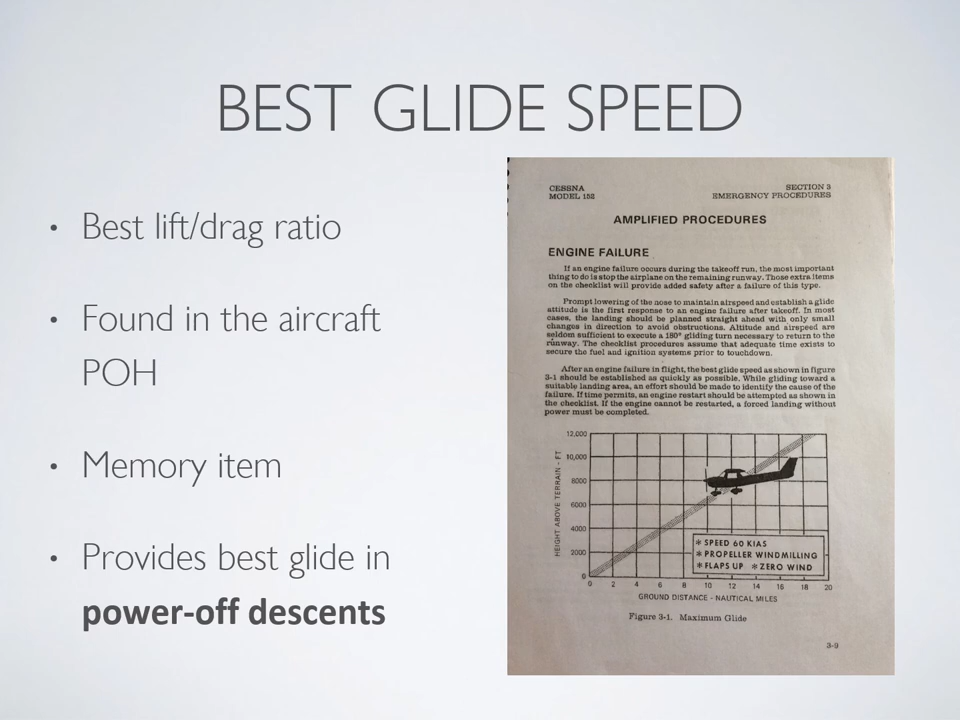 BEST GLIDE SPEED
• Best lift/drag ratio
• Found in the aircraft
POH
• Memory item
• Provides best glide in
power-off descents
CESSNA
MODEL 152
SECTION 3
EMERGENCY PROCEDURES
AMPLIFIED PROCEDURES
ENGINE FAILURE
If an engine failure occurs during the takeoff run, the most important
thing to do is stop the airplane on the remaining runway. Those extra items
on the checklist will provide added safety after a failure of this type.
Prompt lowering of the nose to maintain airspeed and establish a glide
attitude is the first response to an engine failure after takeoff. In most
cases, the landing should be planned straight ahead with only small
changes in direction to avoid obstructions. Altitude and airspeed are
seldom sufficient to execute a 180° gliding turn necessary to return to the
runway. The checklist procedures assume that adequate time exists to
secure the fuel and ignition systems prior to touchdown.
After an engine failure in flight, the best glide speed as shown in figure
3-1 should be established as quickly as possible. While gliding toward a
suitable landing area, an effort should be made to identify the cause of the
failure. If time permits, an engine restart should be attempted as shown in
the checklist. If the engine cannot be restarted, a forced landing without
power must be completed.
HEIGHT ABOVE TERRAIN - FT
12,000
10,000
8000
6000
4000
2000
0
* SPEED 60 KIAS
* PROPELLER WINDMILLING
* FLAPS UP * ZERO WIND
0 2 4 6 8 10 12 14 16 18 20
GROUND DISTANCE - NAUTICAL MILES
Figure 3-1. Maximum Glide
3-9